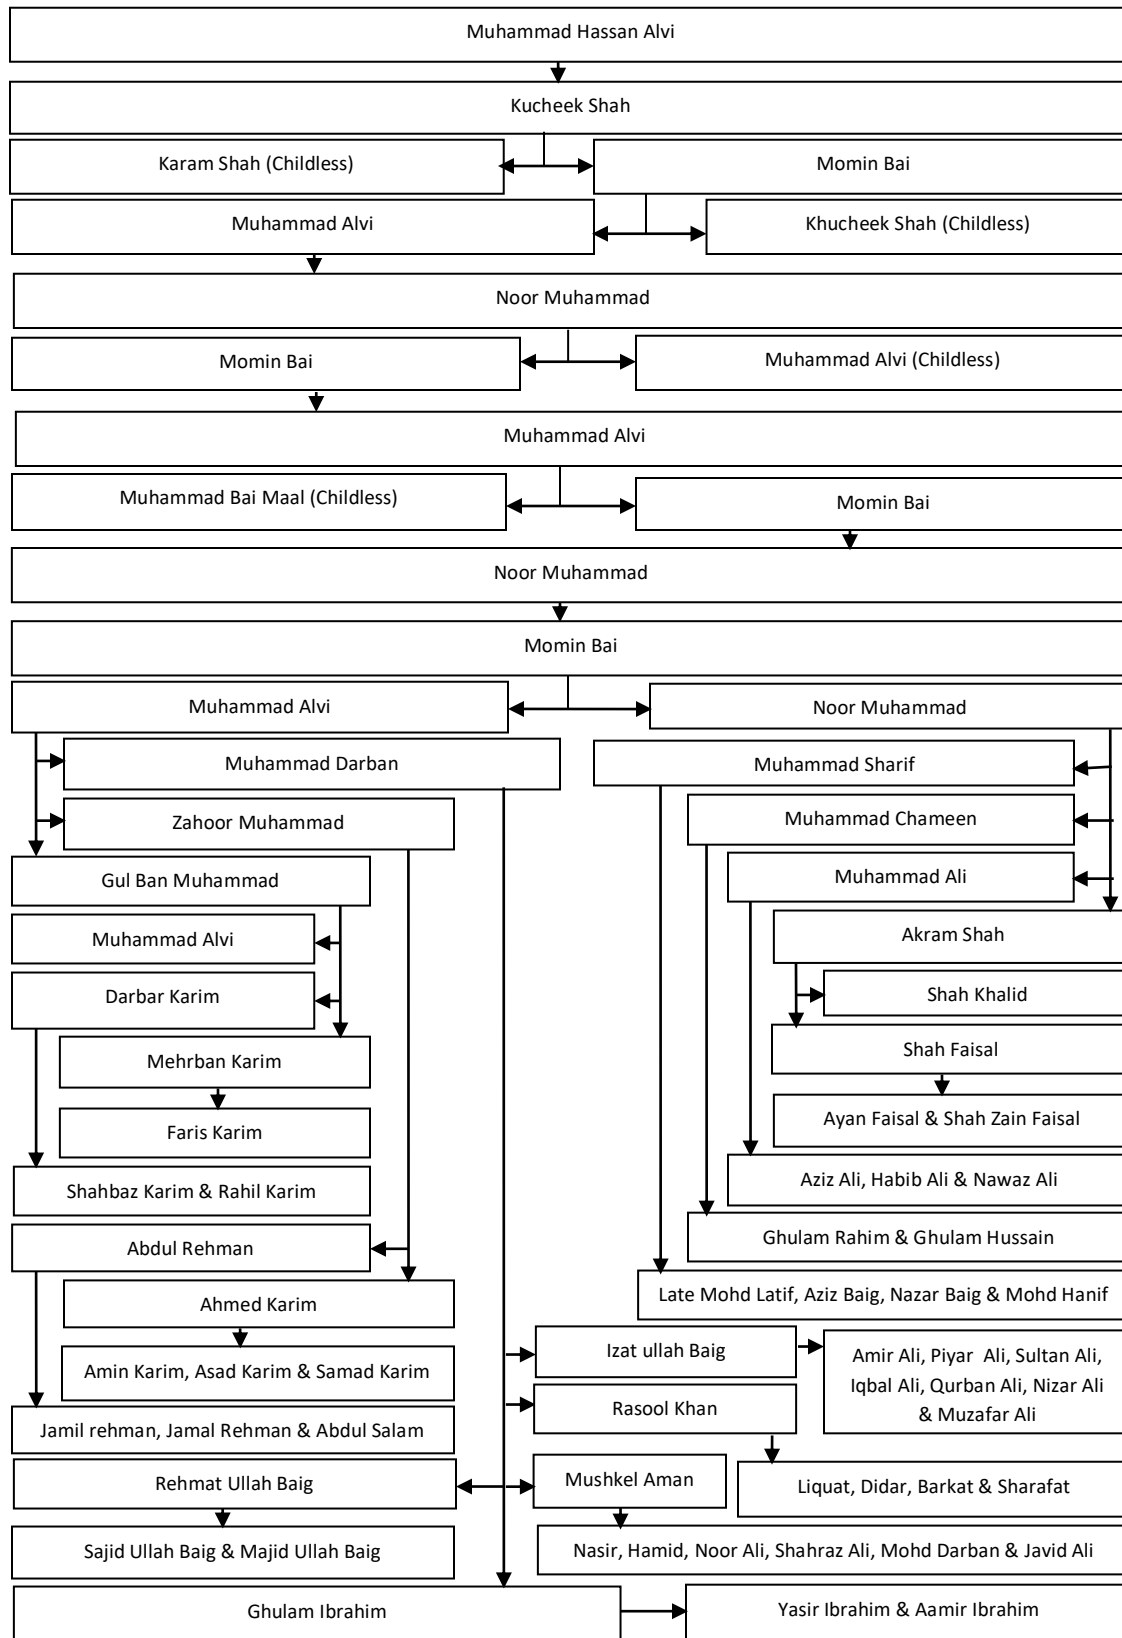 Muhammad Hassan Alvi
Kucheek Shah
Karam Shah (Childless)
Momin Bai
Muhammad Alvi
Khucheek Shah (Childless)
Noor Muhammad
Momin Bai
Muhammad Alvi (Childless)
Muhammad Alvi
Muhammad Bai Maal (Childless)
Momin Bai
Noor Muhammad
Momin Bai
Muhammad Alvi
Noor Muhammad
Muhammad Darban
Muhammad Sharif
Zahoor Muhammad
Muhammad Chameen
Gul Ban Muhammad
Muhammad Ali
Muhammad Alvi
Akram Shah
Darbar Karim
Shah Khalid
Mehrban Karim
Shah Faisal
Faris Karim
Ayan Faisal & Shah Zain Faisal
Shahbaz Karim & Rahil Karim
Aziz Ali, Habib Ali & Nawaz Ali
Abdul Rehman
Ghulam Rahim & Ghulam Hussain
Ahmed Karim
Late Mohd Latif, Aziz Baig, Nazar Baig & Mohd Hanif
Amin Karim, Asad Karim & Samad Karim
Izat ullah Baig
Amir Ali, Piyar  Ali, Sultan Ali,
Iqbal Ali, Qurban Ali, Nizar Ali
& Muzafar Ali
Rasool Khan
Jamil rehman, Jamal Rehman & Abdul Salam
Rehmat Ullah Baig
Mushkel Aman
Liquat, Didar, Barkat & Sharafat
Sajid Ullah Baig & Majid Ullah Baig
Nasir, Hamid, Noor Ali, Shahraz Ali, Mohd Darban & Javid Ali
Ghulam Ibrahim
Yasir Ibrahim & Aamir Ibrahim